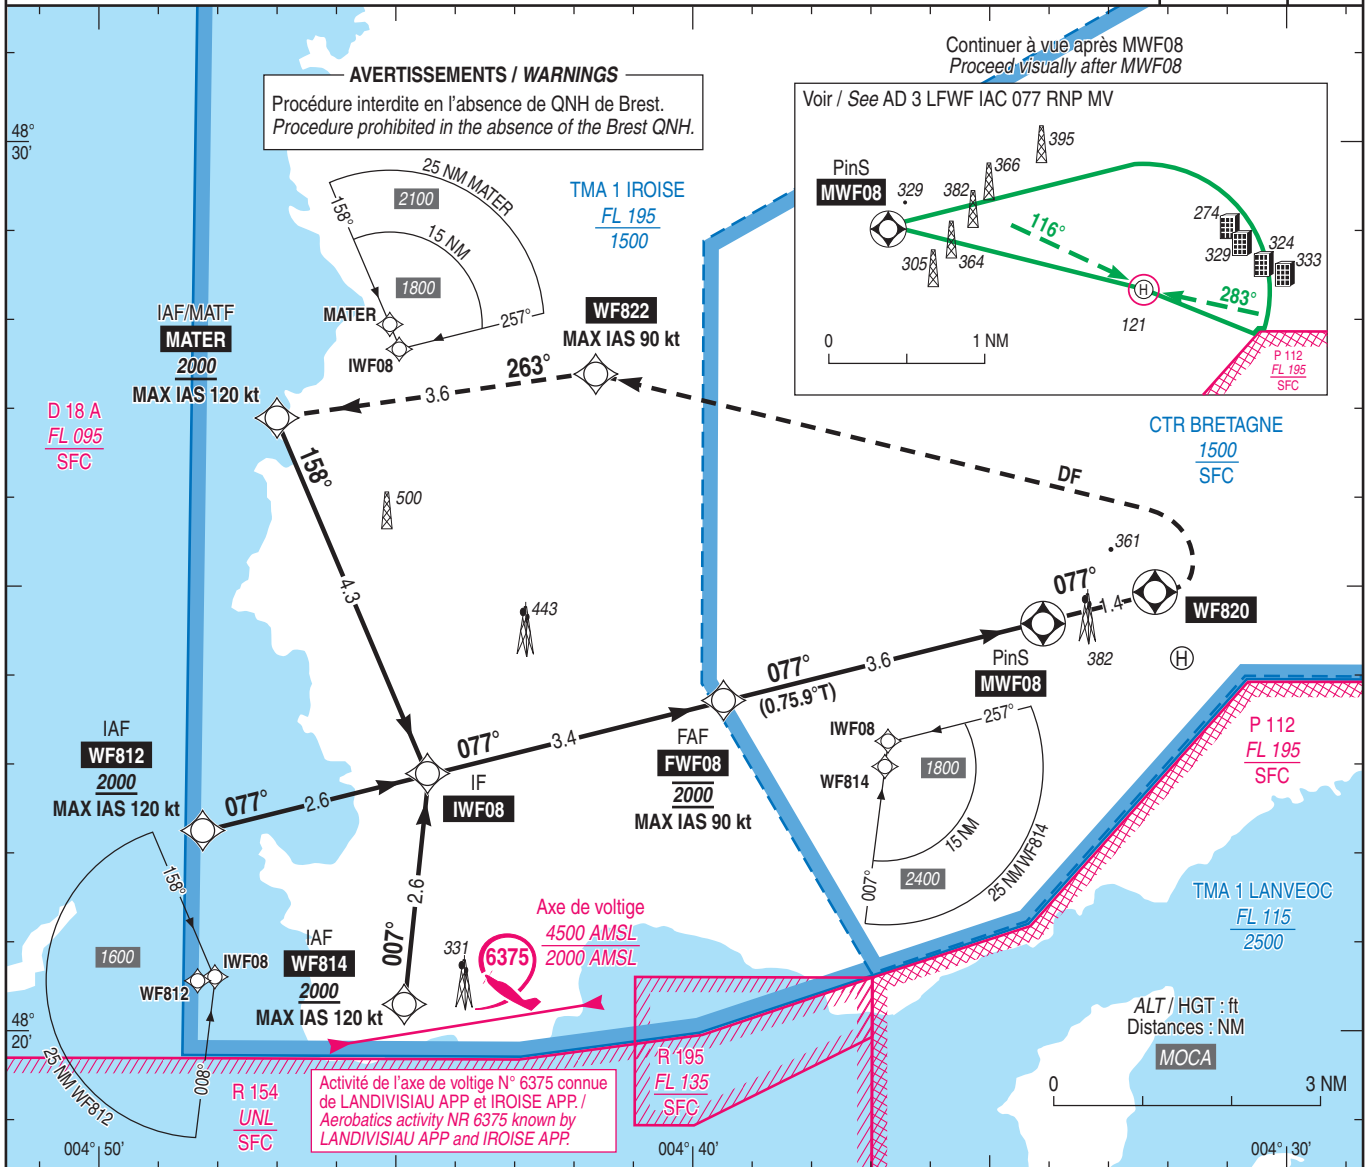 Continuer à vue après MWF08
Proceed visually after MWF08
AVERTISSEMENTS / WARNINGS
Procédure interdite en l'absence de QNH de Brest.
Procedure prohibited in the absence of the Brest QNH.
Voir / See AD 3 LFWF IAC 077 RNP MV
395
366
PinS
MWF08
329
382
116°
274
329
324
333
305
364
283°
121
0
1 NM
P 112
FL 195
SFC
48°
30'
25 NM MATER
158°
2100
15 NM
1800
257°
MATER
IWF08
TMA 1 IROISE
FL 195
1500
IAF/MATF
MATER
2000
MAX IAS 120 kt
WF822
MAX IAS 90 kt
263°
3.6
D 18 A
FL 095
SFC
CTR BRETAGNE
1500
SFC
158°
500
DF
361
4.3
443
077°
1.4
WF820
382
PinS
MWF08
H
077°
3.6
(0.75.9°T)
IAF
WF812
2000
MAX IAS 120 kt
077°
2.6
077°
3.4
IF
IWF08
FAF
FWF08
2000
MAX IAS 90 kt
IWF08
257°
WF814
1800
15 NM
2400
25 NM WF814
007°
P 112
FL 195
SFC
158°
1600
IWF08
WF812
25 NM WF812
008°
2.6
007°
IAF
WF814
2000
MAX IAS 120 kt
331
6375
Axe de voltige
4500 AMSL
2000 AMSL
TMA 1 LANVEOC
FL 115
2500
48°
20'
R 154
UNL
SFC
Activité de l'axe de voltige N° 6375 connue
de LANDIVISIAU APP et IROISE APP. /
Aerobatics activity NR 6375 known by
LANDIVISIAU APP and IROISE APP.
R 195
FL 135
SFC
ALT / HGT : ft
Distances : NM
MOCA
0
3 NM
004° 50'
004° 40'
004° 30'